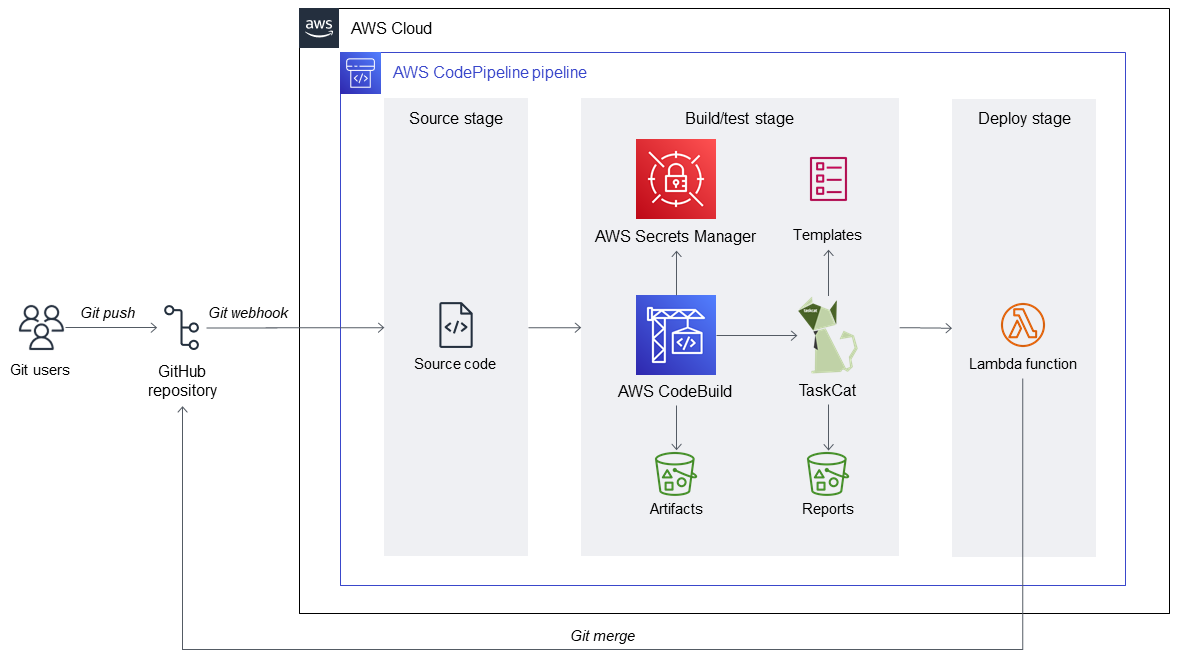 aws
AWS Cloud
AWS CodePipeline pipeline
Source stage
Build/test stage
Deploy stage
AWS Secrets Manager
Templates
Git push
Git webhook
Git users
GitHub
repository
Source code
AWS CodeBuild
taskcat
TaskCat
Lambda function
Artifacts
Reports
Git merge